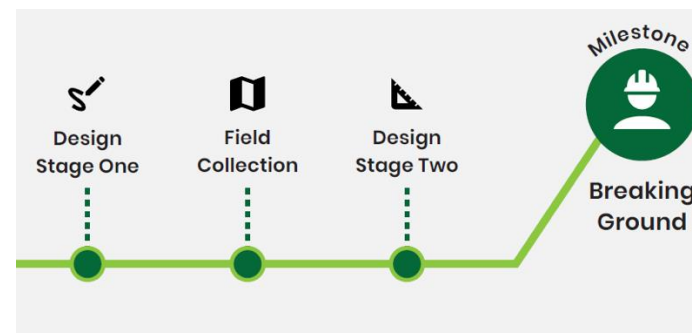 Design
Stage One
Field
Collection
Design
Stage Two
Milestone
Breaking
Ground